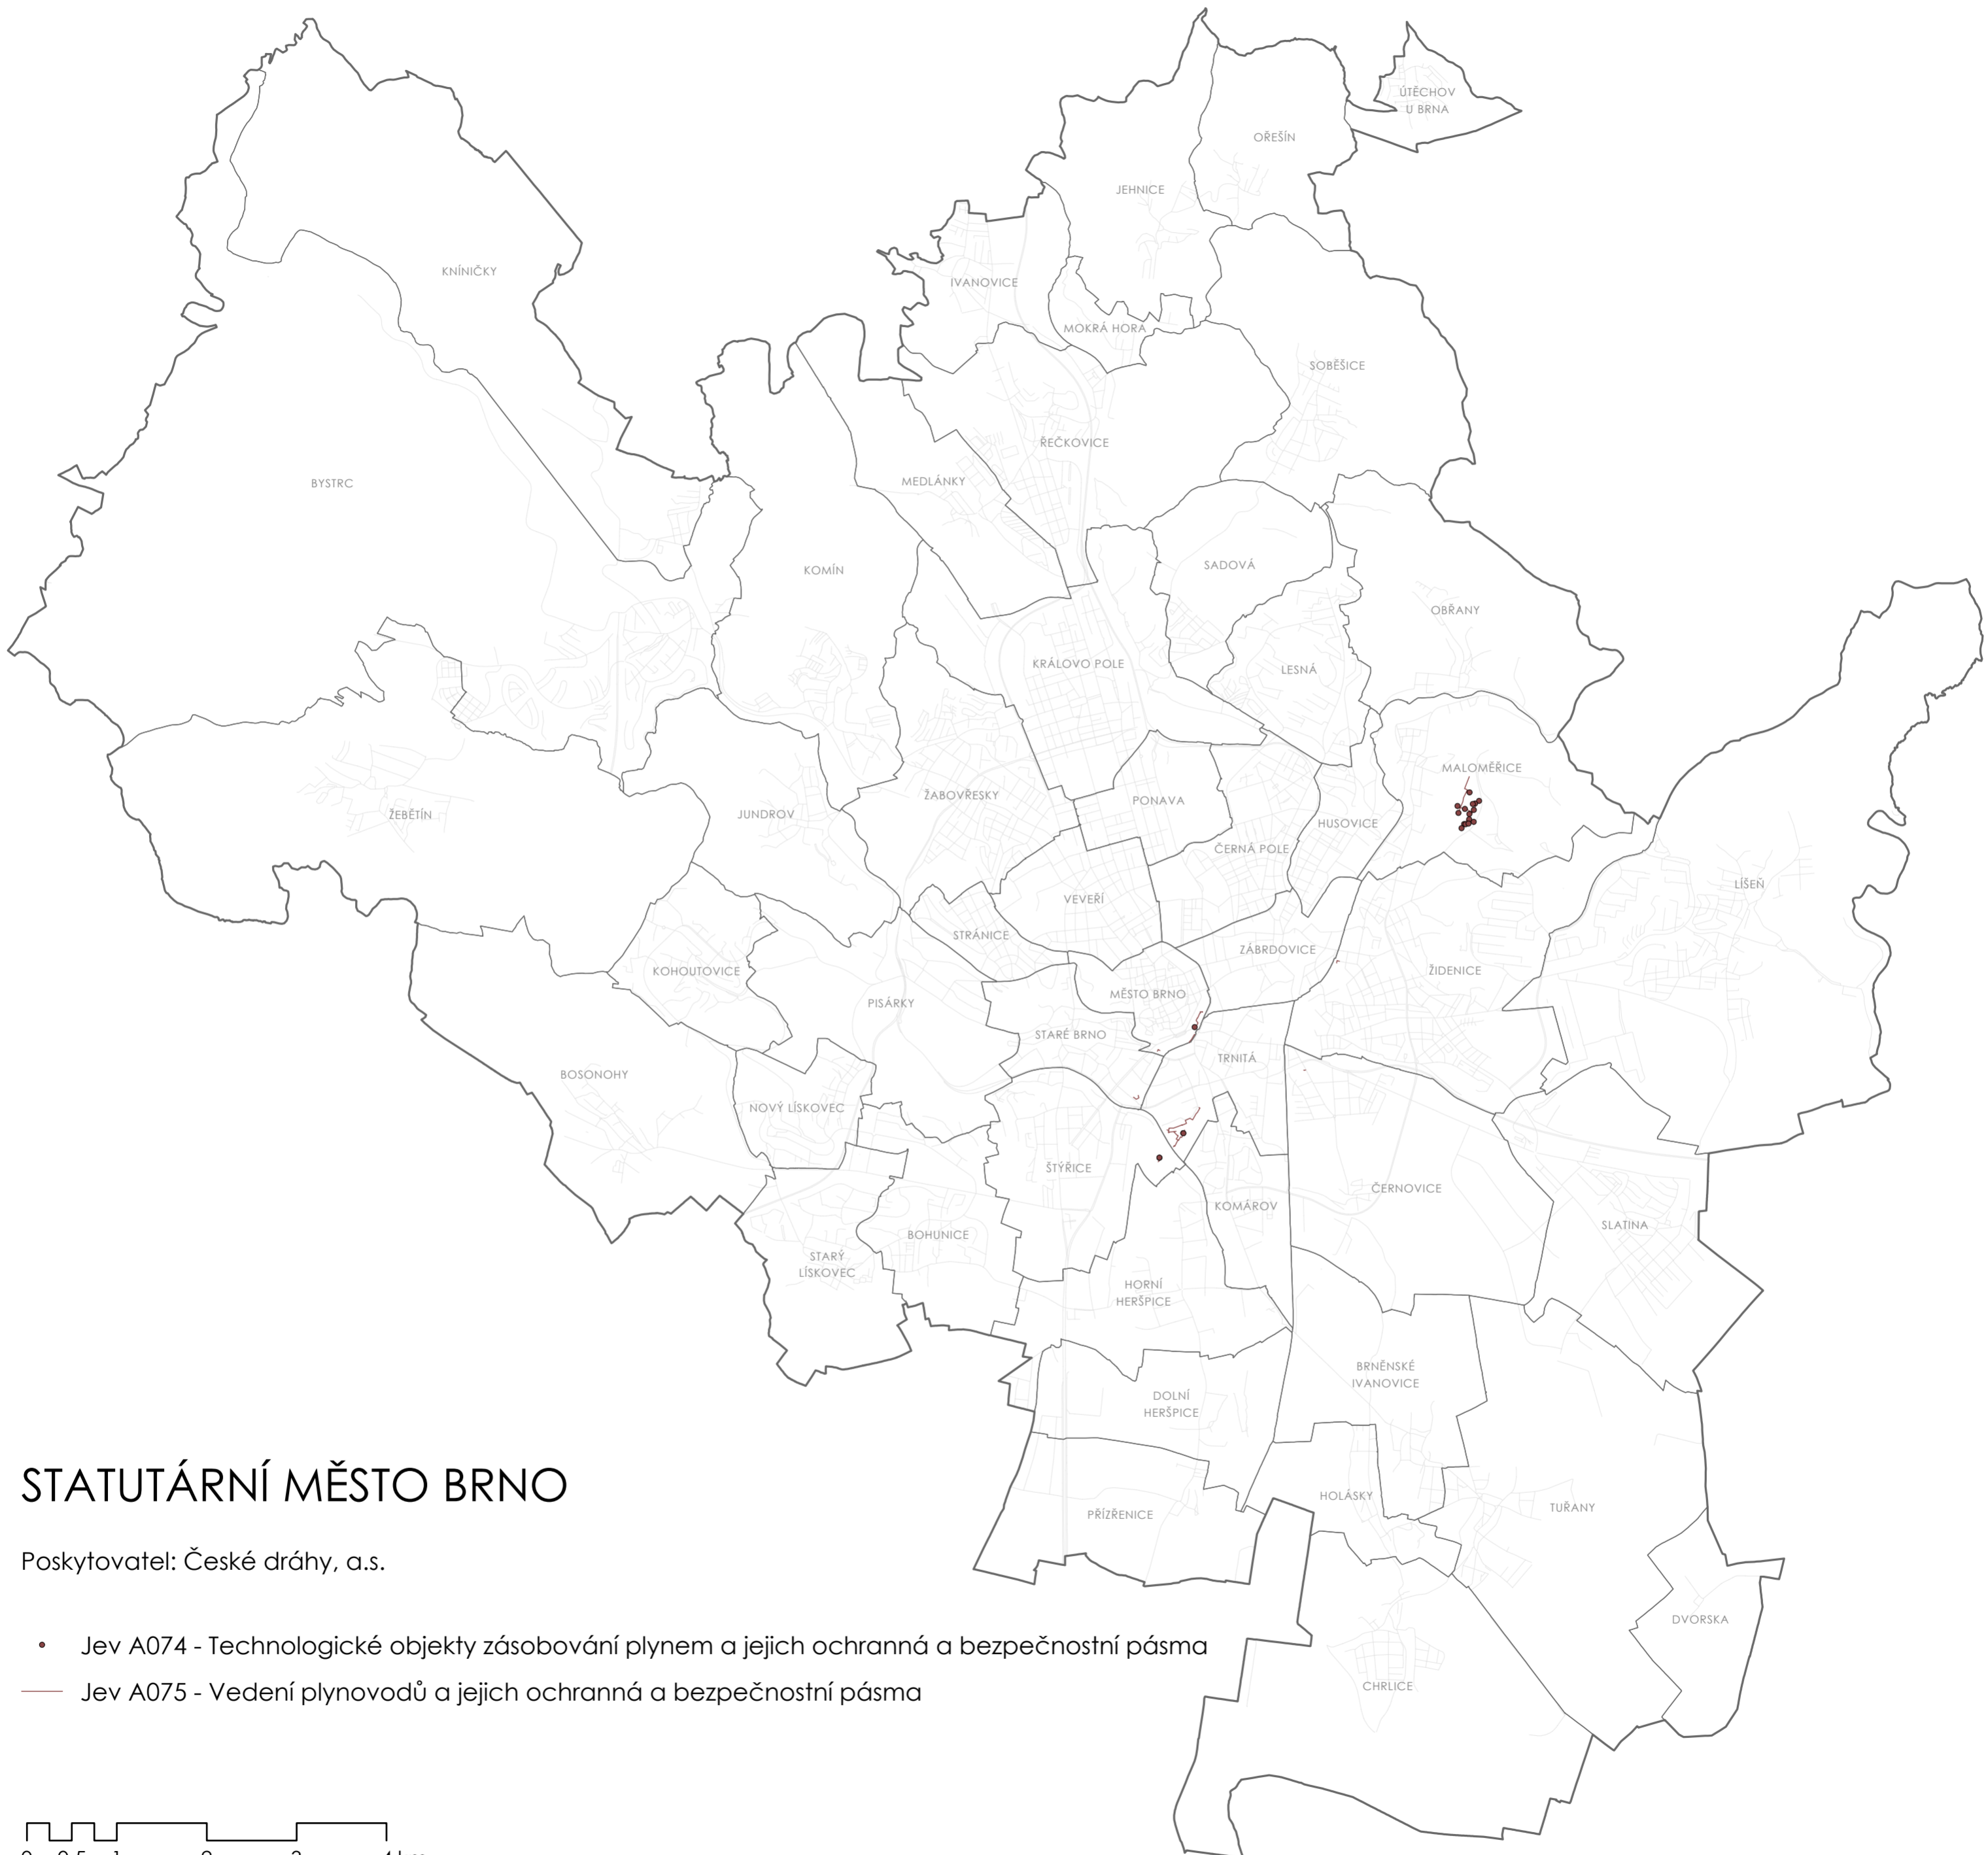 ÚTĚCHOV
U BRNA
OŘEŠÍN
JEHNICE
KNÍNIČKY
IVANOVICE
MOKRÁ HORA
SOBĚŠICE
ŘEČKOVICE
MEDLÁNKY
BYSTRC
SADOVÁ
KOMÍN
OBŘANY
KRÁLOVO POLE
LESNÁ
MALOMĚŘICE
ŽABOVŘESKY
PONAVA
ŽEBĚTÍN
JUNDROV
HUSOVICE
ČERNÁ POLE
LÍŠEŇ
VEVEŘÍ
STRÁNICE
ZÁBRDOVICE
KOHOUTOVICE
ŽIDENICE
MĚSTO BRNO
PISÁRKY
STARÉ BRNO
TRNITÁ
BOSONOHY
NOVÝ LÍSKOVEC
ŠTÝŘICE
ČERNOVICE
KOMÁROV
SLATINA
BOHUNICE
STARÝ
LÍSKOVEC
HORNÍ
HERŠPICE
BRNĚNSKÉ
IVANOVICE
DOLNÍ
HERŠPICE
STATUTÁRNÍ MĚSTO BRNO
HOLÁSKY
TUŘANY
PŘÍZŘENICE
Poskytovatel: České dráhy, a.s.
DVORSKA
Jev A074 - Technologické objekty zásobování plynem a jejich ochranná a bezpečnostní pásma
CHRLICE
Jev A075 - Vedení plynovodů a jejich ochranná a bezpečnostní pásma